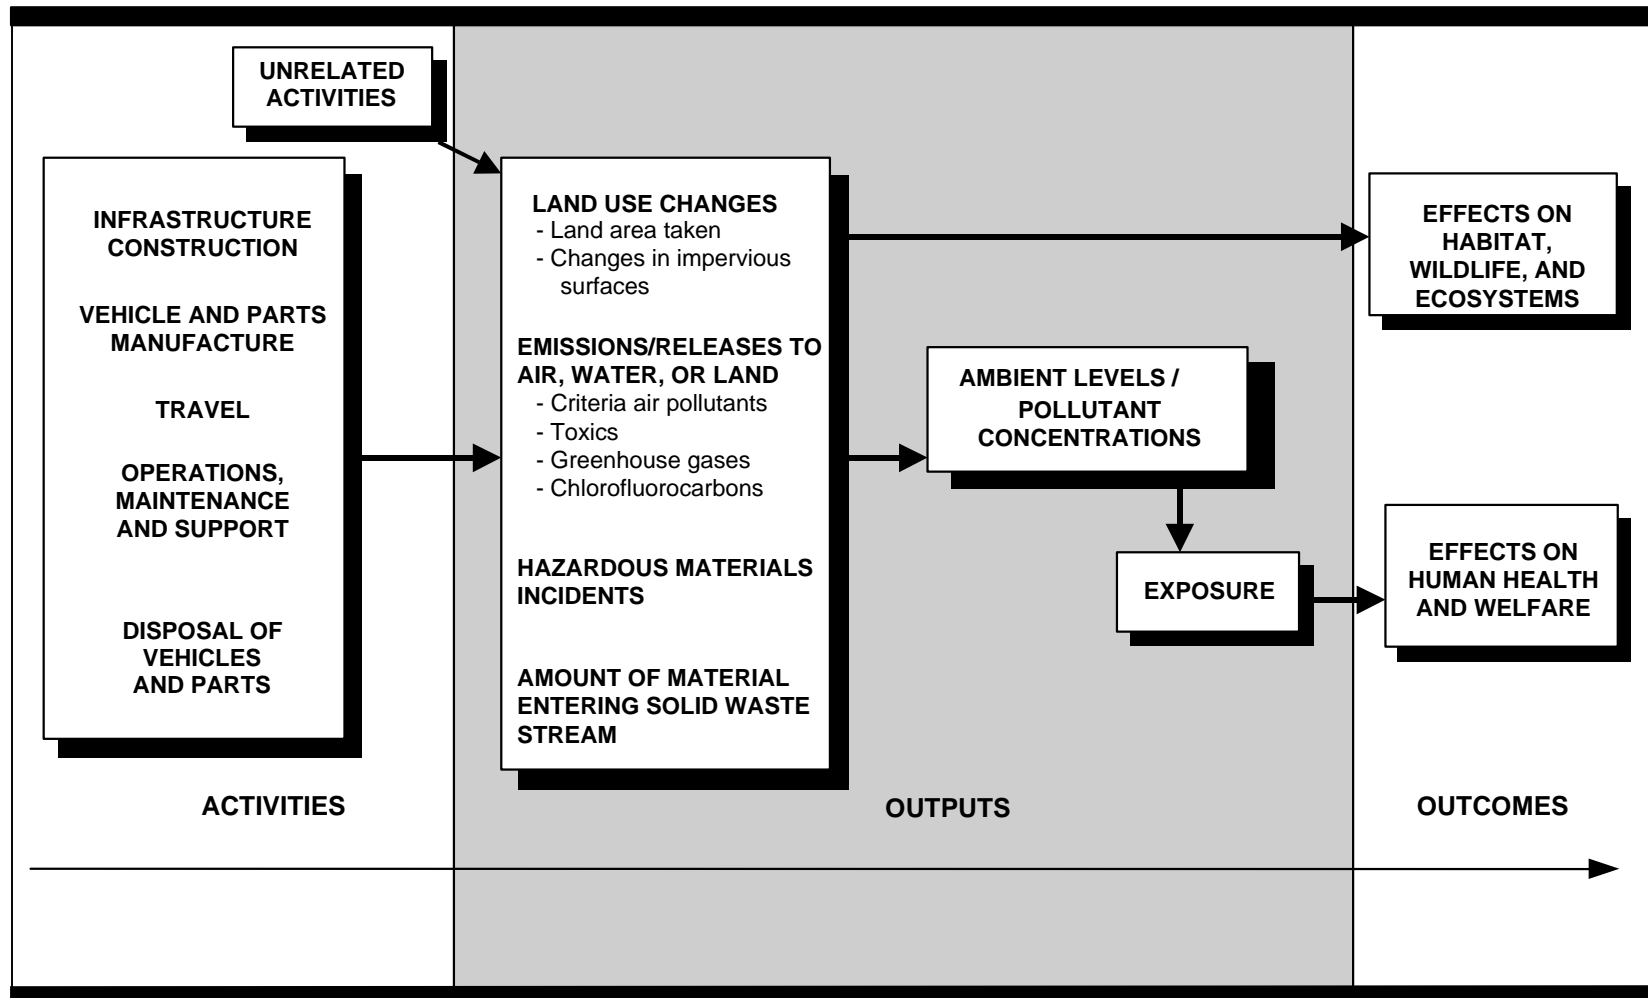 UNRELATED
ACTIVITIES
INFRASTRUCTURE
CONSTRUCTION
VEHICLE AND PARTS
MANUFACTURE
TRAVEL
OPERATIONS,
MAINTENANCE
AND SUPPORT
DISPOSAL OF
VEHICLES
AND PARTS
LAND USE CHANGES
- Land area taken
- Changes in impervious
surfaces
EMISSIONS/RELEASES TO
AIR, WATER, OR LAND
- Criteria air pollutants
- Toxics
- Greenhouse gases
- Chlorofluorocarbons
HAZARDOUS MATERIALS
INCIDENTS
AMOUNT OF MATERIAL
ENTERING SOLID WASTE
STREAM
AMBIENT LEVELS /
POLLUTANT
CONCENTRATIONS
EXPOSURE
EFFECTS ON
HABITAT,
WILDLIFE, AND
ECOSYSTEMS
EFFECTS ON
HUMAN HEALTH
AND WELFARE
ACTIVITIES
OUTPUTS
OUTCOMES